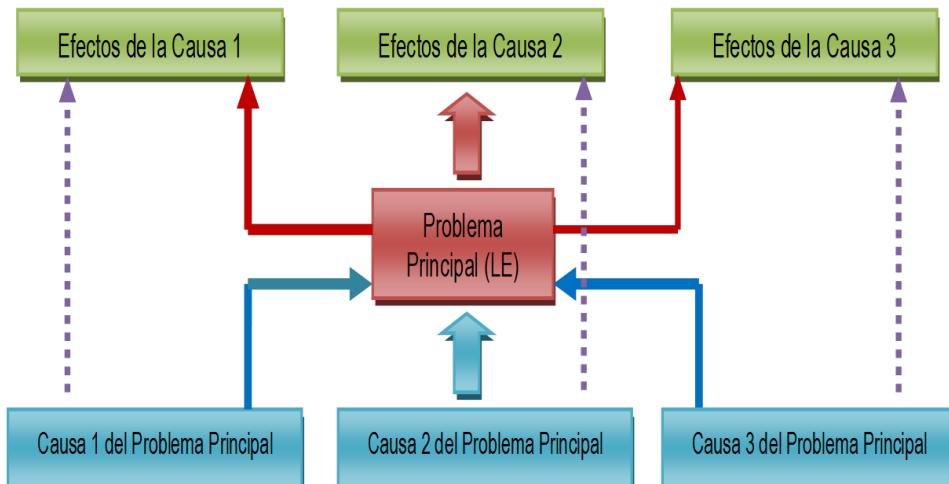 Efectos de la Causa 1
Efectos de la Causa 2
Efectos de la Causa 3
Problema
Principal (LE)
Causa 1 del Problema Principal
Causa 2 del Problema Principal
Causa 3 del Problema Principal